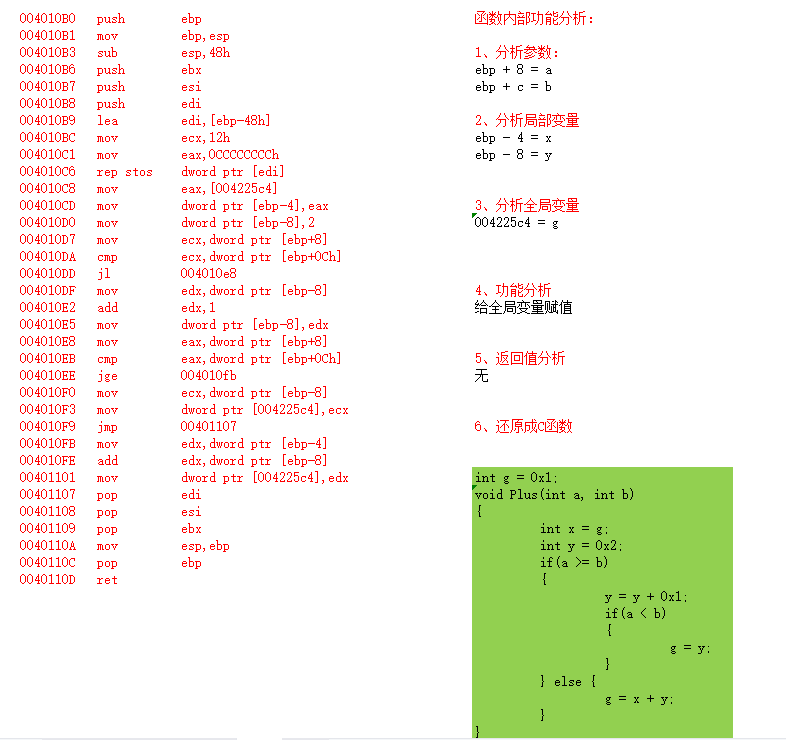 004010B0 push ebp
004010B1 mov ebp,esp
004010B3 sub esp,48h
004010B6 push ebx
004010B7 push esi
004010B8 push edi
004010B9 lea edi,[ebp-48h]
004010BC mov ecx,12h
004010C1 mov eax,0CCCCCCCCh
004010C6 rep stos dword ptr [edi]
004010C8 mov eax,[004225c4]
004010CD mov dword ptr [ebp-4],eax
004010D0 mov dword ptr [ebp-8],2
004010D7 mov ecx,dword ptr [ebp+8]
004010DA cmp ecx,dword ptr [ebp+0Ch]
004010DD jl 004010e8
004010DF mov edx,dword ptr [ebp-8]
004010E2 add edx,1
004010E5 mov dword ptr [ebp-8],edx
004010E8 mov eax,dword ptr [ebp+8]
004010EB cmp eax,dword ptr [ebp+0Ch]
004010EE jge 004010fb
004010F0 mov ecx,dword ptr [ebp-8]
004010F3 mov dword ptr [004225c4],ecx
004010F9 jmp 00401107
004010FB mov edx,dword ptr [ebp-4]
004010FE add edx,dword ptr [ebp-8]
00401101 mov dword ptr [004225c4],edx
00401107 pop edi
00401108 pop esi
00401109 pop ebx
0040110A mov esp,ebp
0040110C pop ebp
0040110D ret
函数内部功能分析：
1、分析参数：
ebp + 8 = a
ebp + c = b
2、分析局部变量
ebp - 4 = x
ebp - 8 = y
3、分析全局变量
004225c4 = g
4、功能分析
给全局变量赋值
5、返回值分析
无
6、还原成C函数
int g = 0x1;
void Plus(int a, int b)
{
int x = g;
int y = 0x2;
if(a >= b)
{
y = y + 0x1;
if(a < b)
{
g = y;
}
} else {
g = x + y;
}
}